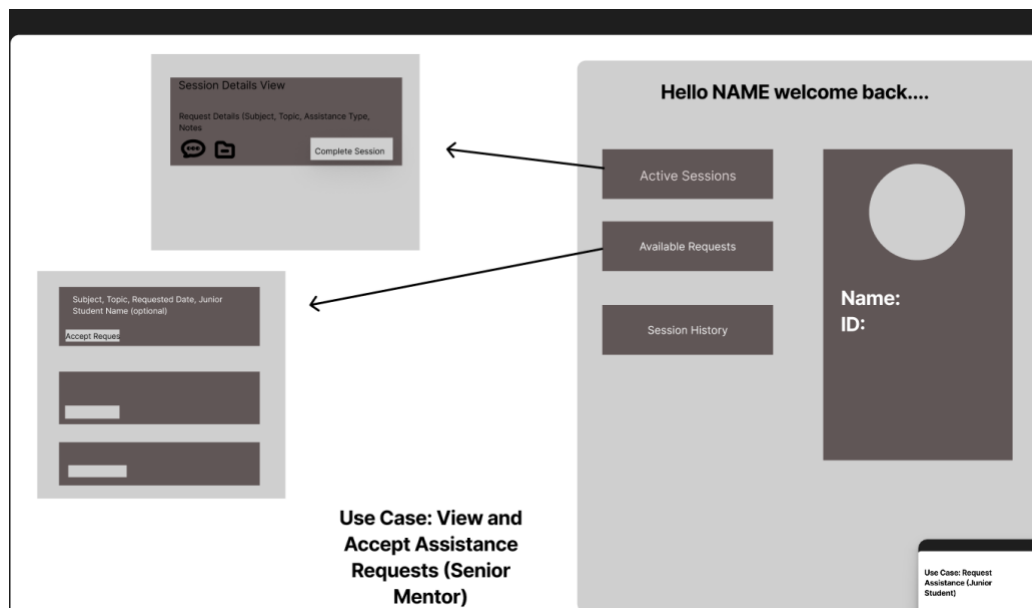 Session Details View
Request Details (Subject, Topic, Assistance Type,
Notes
Complete Session
Hello NAME welcome back....
Active Sessions
Available Requests
Session History
Name:
ID:
Subject, Topic, Requested Date, Junior
Student Name (optional)
Accept Reques
Use Case: View and
Accept Assistance
Requests (Senior
Mentor)
Use Case: Request
Assistance (Junior
Student)